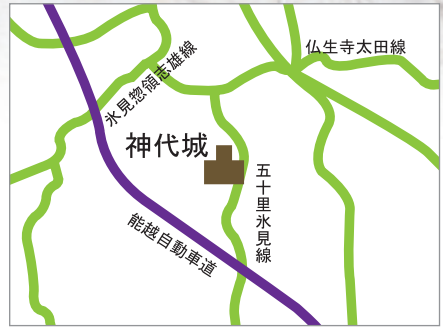 仏生寺太田線
氷見惣領志雄線
神代城
五十里氷見線
能越自動車道